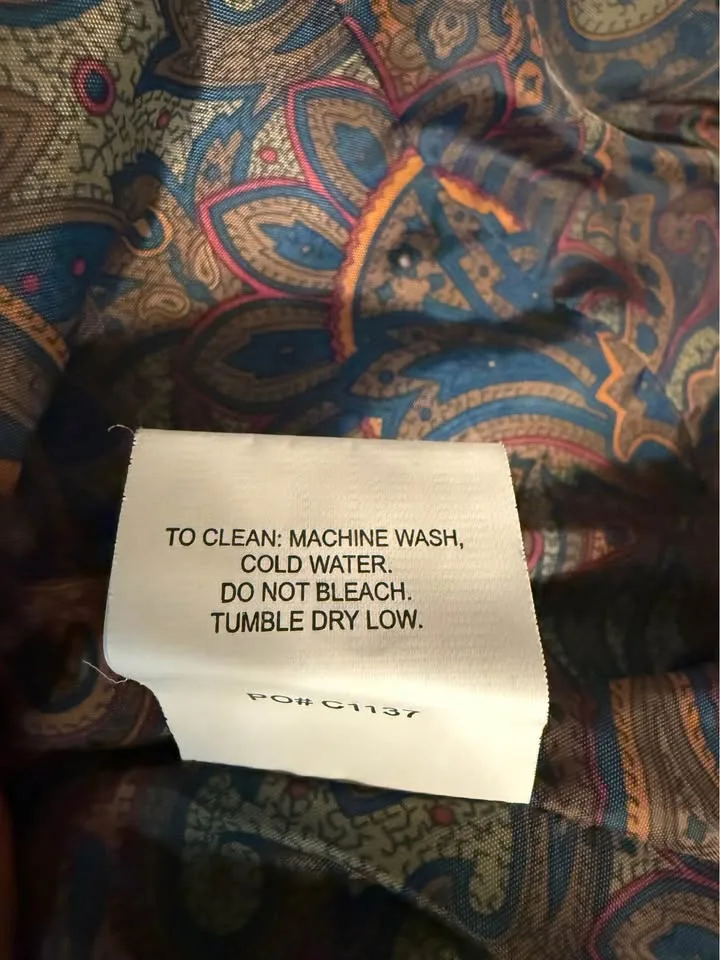 TO CLEAN: MACHINE WASH,
COLD WATER.
DO NOT BLEACH.
TUMBLE DRY LOW.
PO# C1137